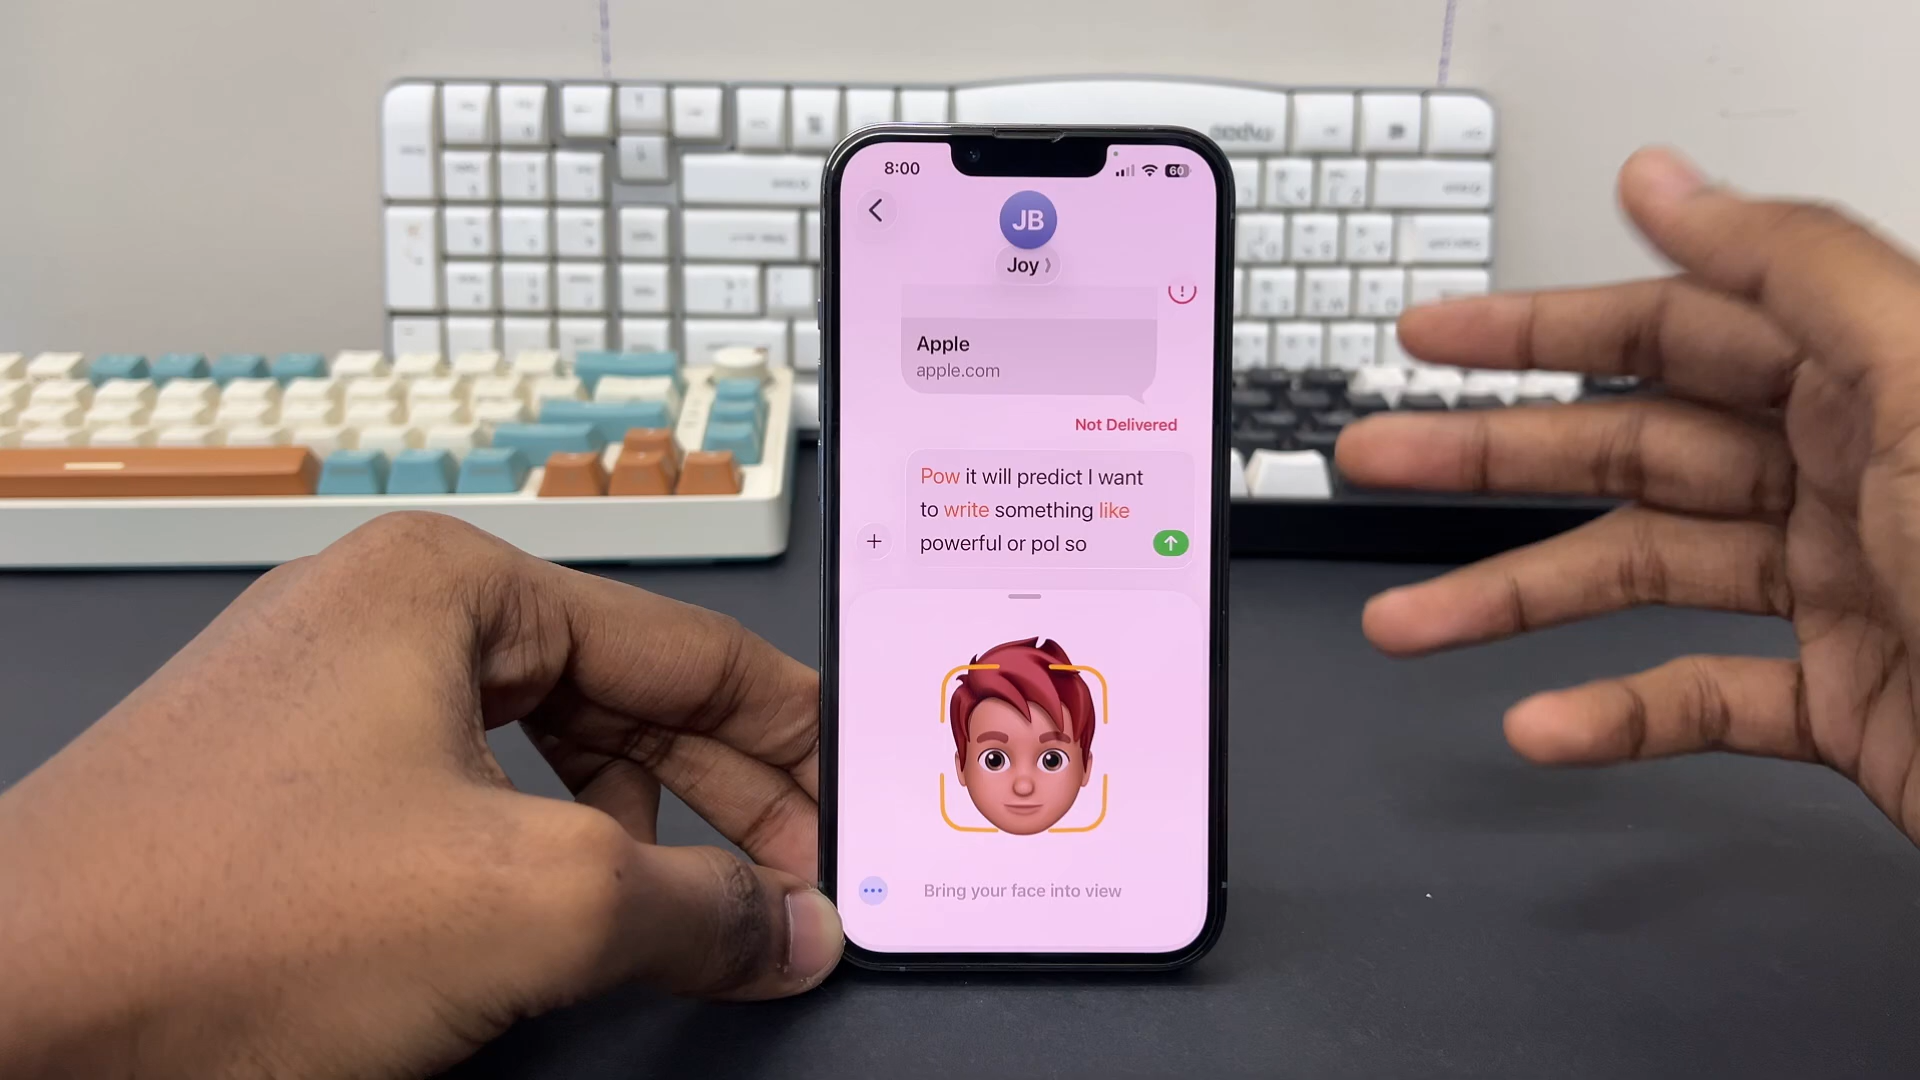 8:00
60
JB
Joy
Apple
apple.com
Not Delivered
Pow it will predict I want
to write something like
powerful or pol so
Bring your face into view